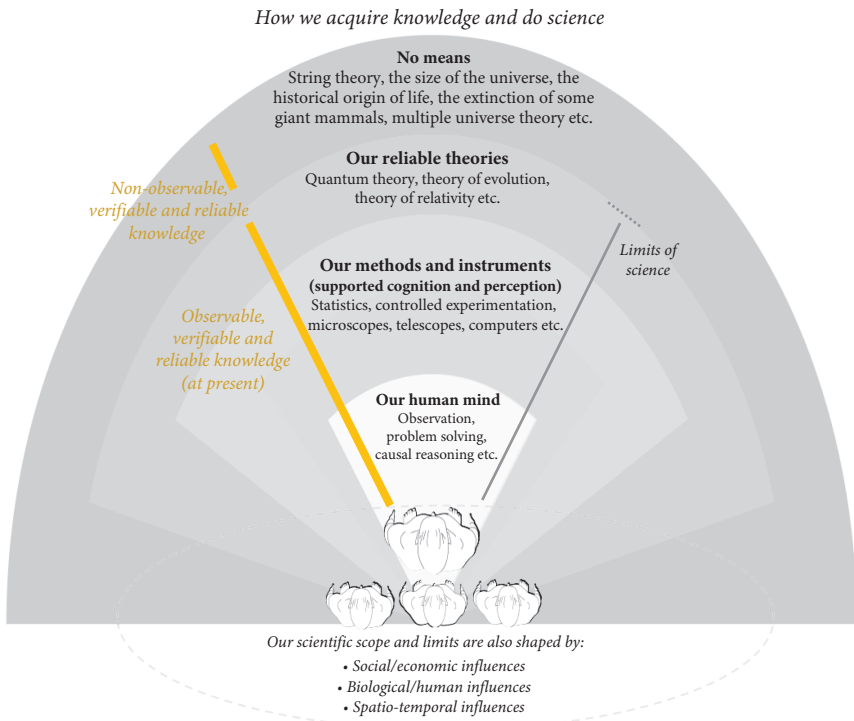 How we acquire knowledge and do science
No means
String theory, the size of the universe, the
historical origin of life, the extinction of some
giant mammals, multiple universe theory etc.
Our reliable theories
Quantum theory, theory of evolution,
theory of relativity etc.
Non-observable,
verifiable and reliable
knowledge
Limits of
science
Our methods and instruments
(supported cognition and perception)
Statistics, controlled experimentation,
microscopes, telescopes, computers etc.
Observable,
verifiable and
reliable knowledge
(at present)
Our human mind
Observation,
problem solving,
causal reasoning etc.
Our scientific scope and limits are also shaped by:
• Social/economic influences
• Biological/human influences
• Spatio-temporal influences